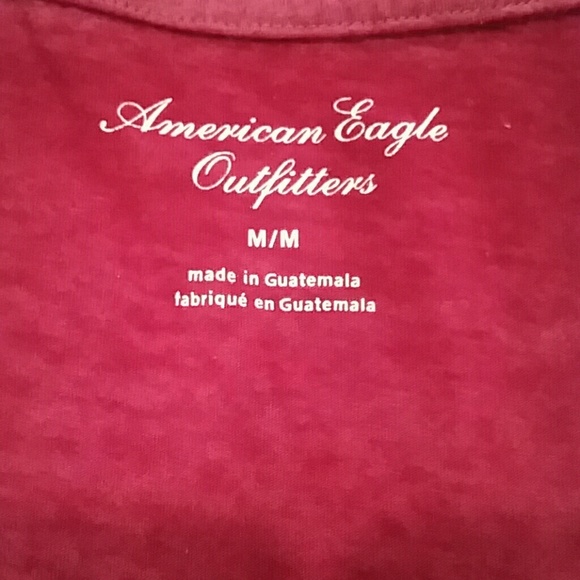 American Eagle
Outfitters
M/M
made in Guatemala
fabriqué en Guatemala